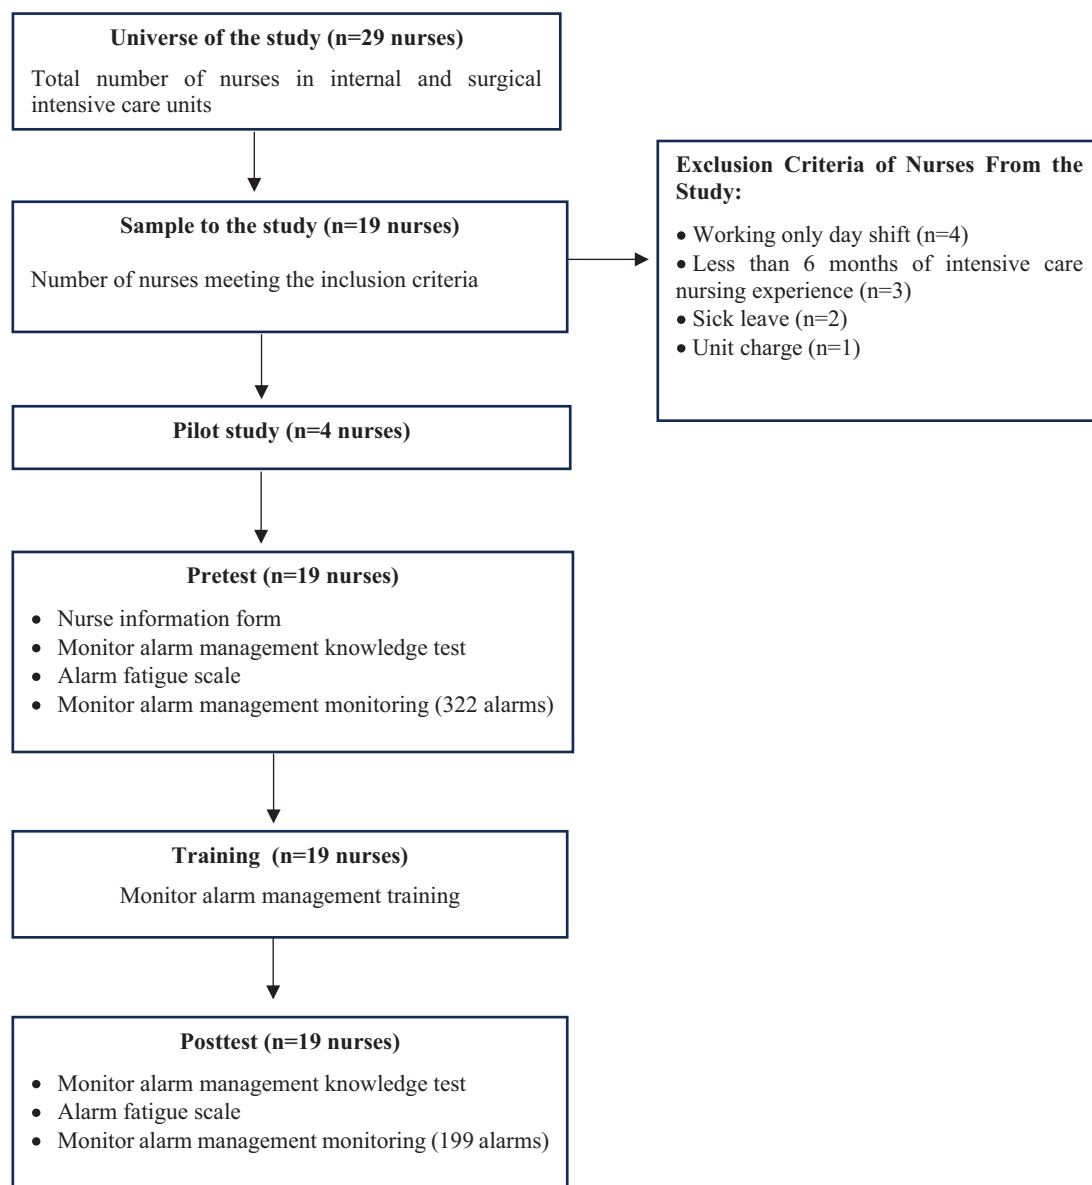 Universe of the study (n=29 nurses)
Total number of nurses in internal and surgical
intensive care units
Exclusion Criteria of Nurses From the
Study:
• Working only day shift (n=4)
• Less than 6 months of intensive care
nursing experience (n=3)
• Sick leave (n=2)
• Unit charge (n=1)
Sample to the study (n=19 nurses)
Number of nurses meeting the inclusion criteria
Pilot study (n=4 nurses)
Pretest (n=19 nurses)
• Nurse information form
• Monitor alarm management knowledge test
• Alarm fatigue scale
• Monitor alarm management monitoring (322 alarms)
Training (n=19 nurses)
Monitor alarm management training
Posttest (n=19 nurses)
• Monitor alarm management knowledge test
• Alarm fatigue scale
• Monitor alarm management monitoring (199 alarms)